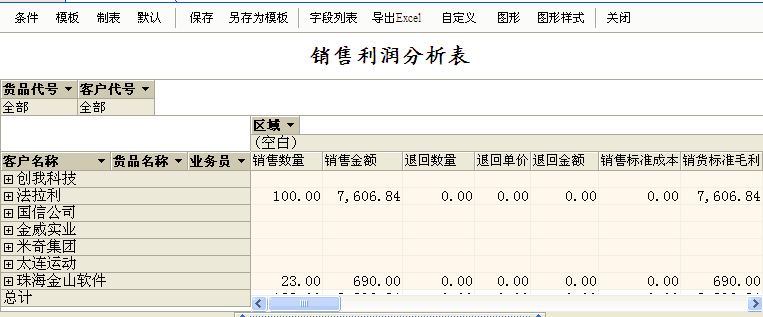 条件 模板 制表 默认 保存 另存为模板 字段列表 导出Excel 自定义 图形 图形样式 关闭
销售利润分析表
货品代号 客户代号
全部 全部
区域
(空白)
客户名称 货品名称 业务员 销售数量 销售金额 退回数量 退回单价 退回金额 销售标准成本 销货标准毛利
创我科技
法拉利 100.00 7,606.84 0.00 0.00 0.00 0.00 7,606.84
国信公司
金威实业
米奇集团
太连运动
珠海金山软件 23.00 690.00 0.00 0.00 0.00 0.00 690.00
总计